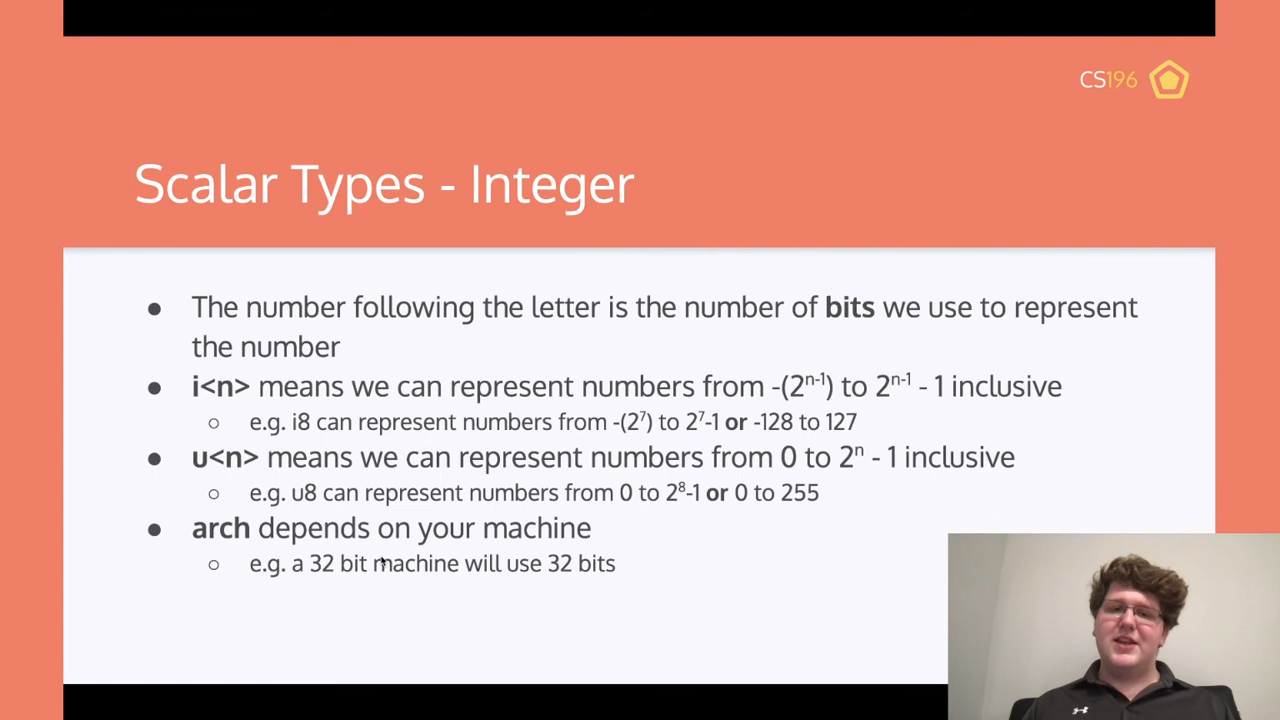 CS196
Scalar Types - Integer
● The number following the letter is the number of bits we use to represent
the number
● i<n> means we can represent numbers from -(2ⁿ⁻¹) to 2ⁿ⁻¹ - 1 inclusive
○ e.g. i8 can represent numbers from -(2⁷) to 2⁷-1 or -128 to 127
● u<n> means we can represent numbers from 0 to 2ⁿ - 1 inclusive
○ e.g. u8 can represent numbers from 0 to 2⁸-1 or 0 to 255
● arch depends on your machine
○ e.g. a 32 bit machine will use 32 bits